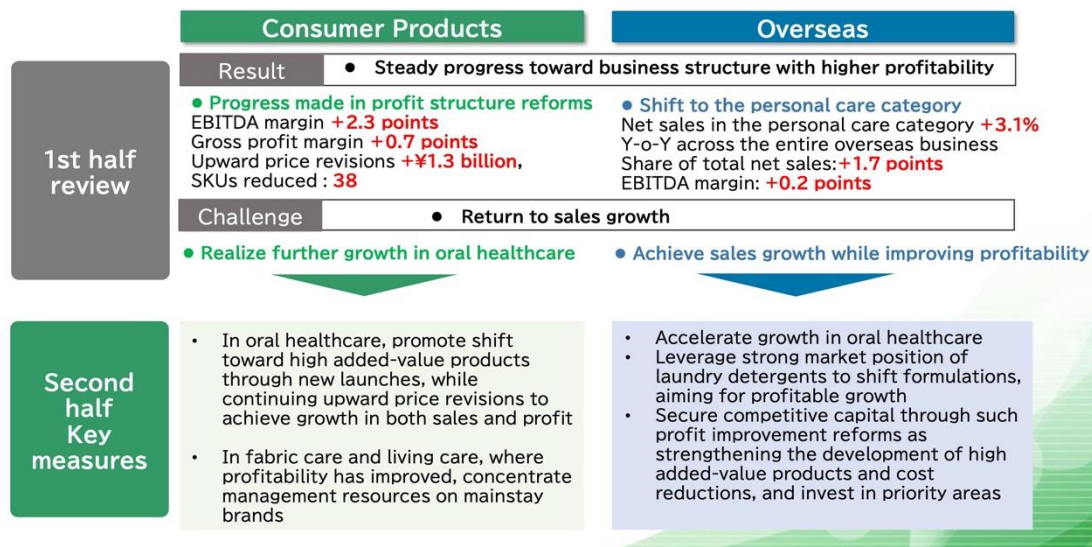 Consumer Products
Overseas
1st half
review
Result
● Steady progress toward business structure with higher profitability
● Progress made in profit structure reforms
EBITDA margin +2.3 points
Gross profit margin +0.7 points
Upward price revisions +¥1.3 billion,
SKUs reduced : 38
● Shift to the personal care category
Net sales in the personal care category +3.1%
Y-o-Y across the entire overseas business
Share of total net sales:+1.7 points
EBITDA margin: +0.2 points
Challenge
● Return to sales growth
● Realize further growth in oral healthcare
● Achieve sales growth while improving profitability
Second
half
Key
measures
• In oral healthcare, promote shift
toward high added-value products
through new launches, while
continuing upward price revisions to
achieve growth in both sales and profit
• In fabric care and living care, where
profitability has improved, concentrate
management resources on mainstay
brands
• Accelerate growth in oral healthcare
• Leverage strong market position of
laundry detergents to shift formulations,
aiming for profitable growth
• Secure competitive capital through such
profit improvement reforms as
strengthening the development of high
added-value products and cost
reductions, and invest in priority areas